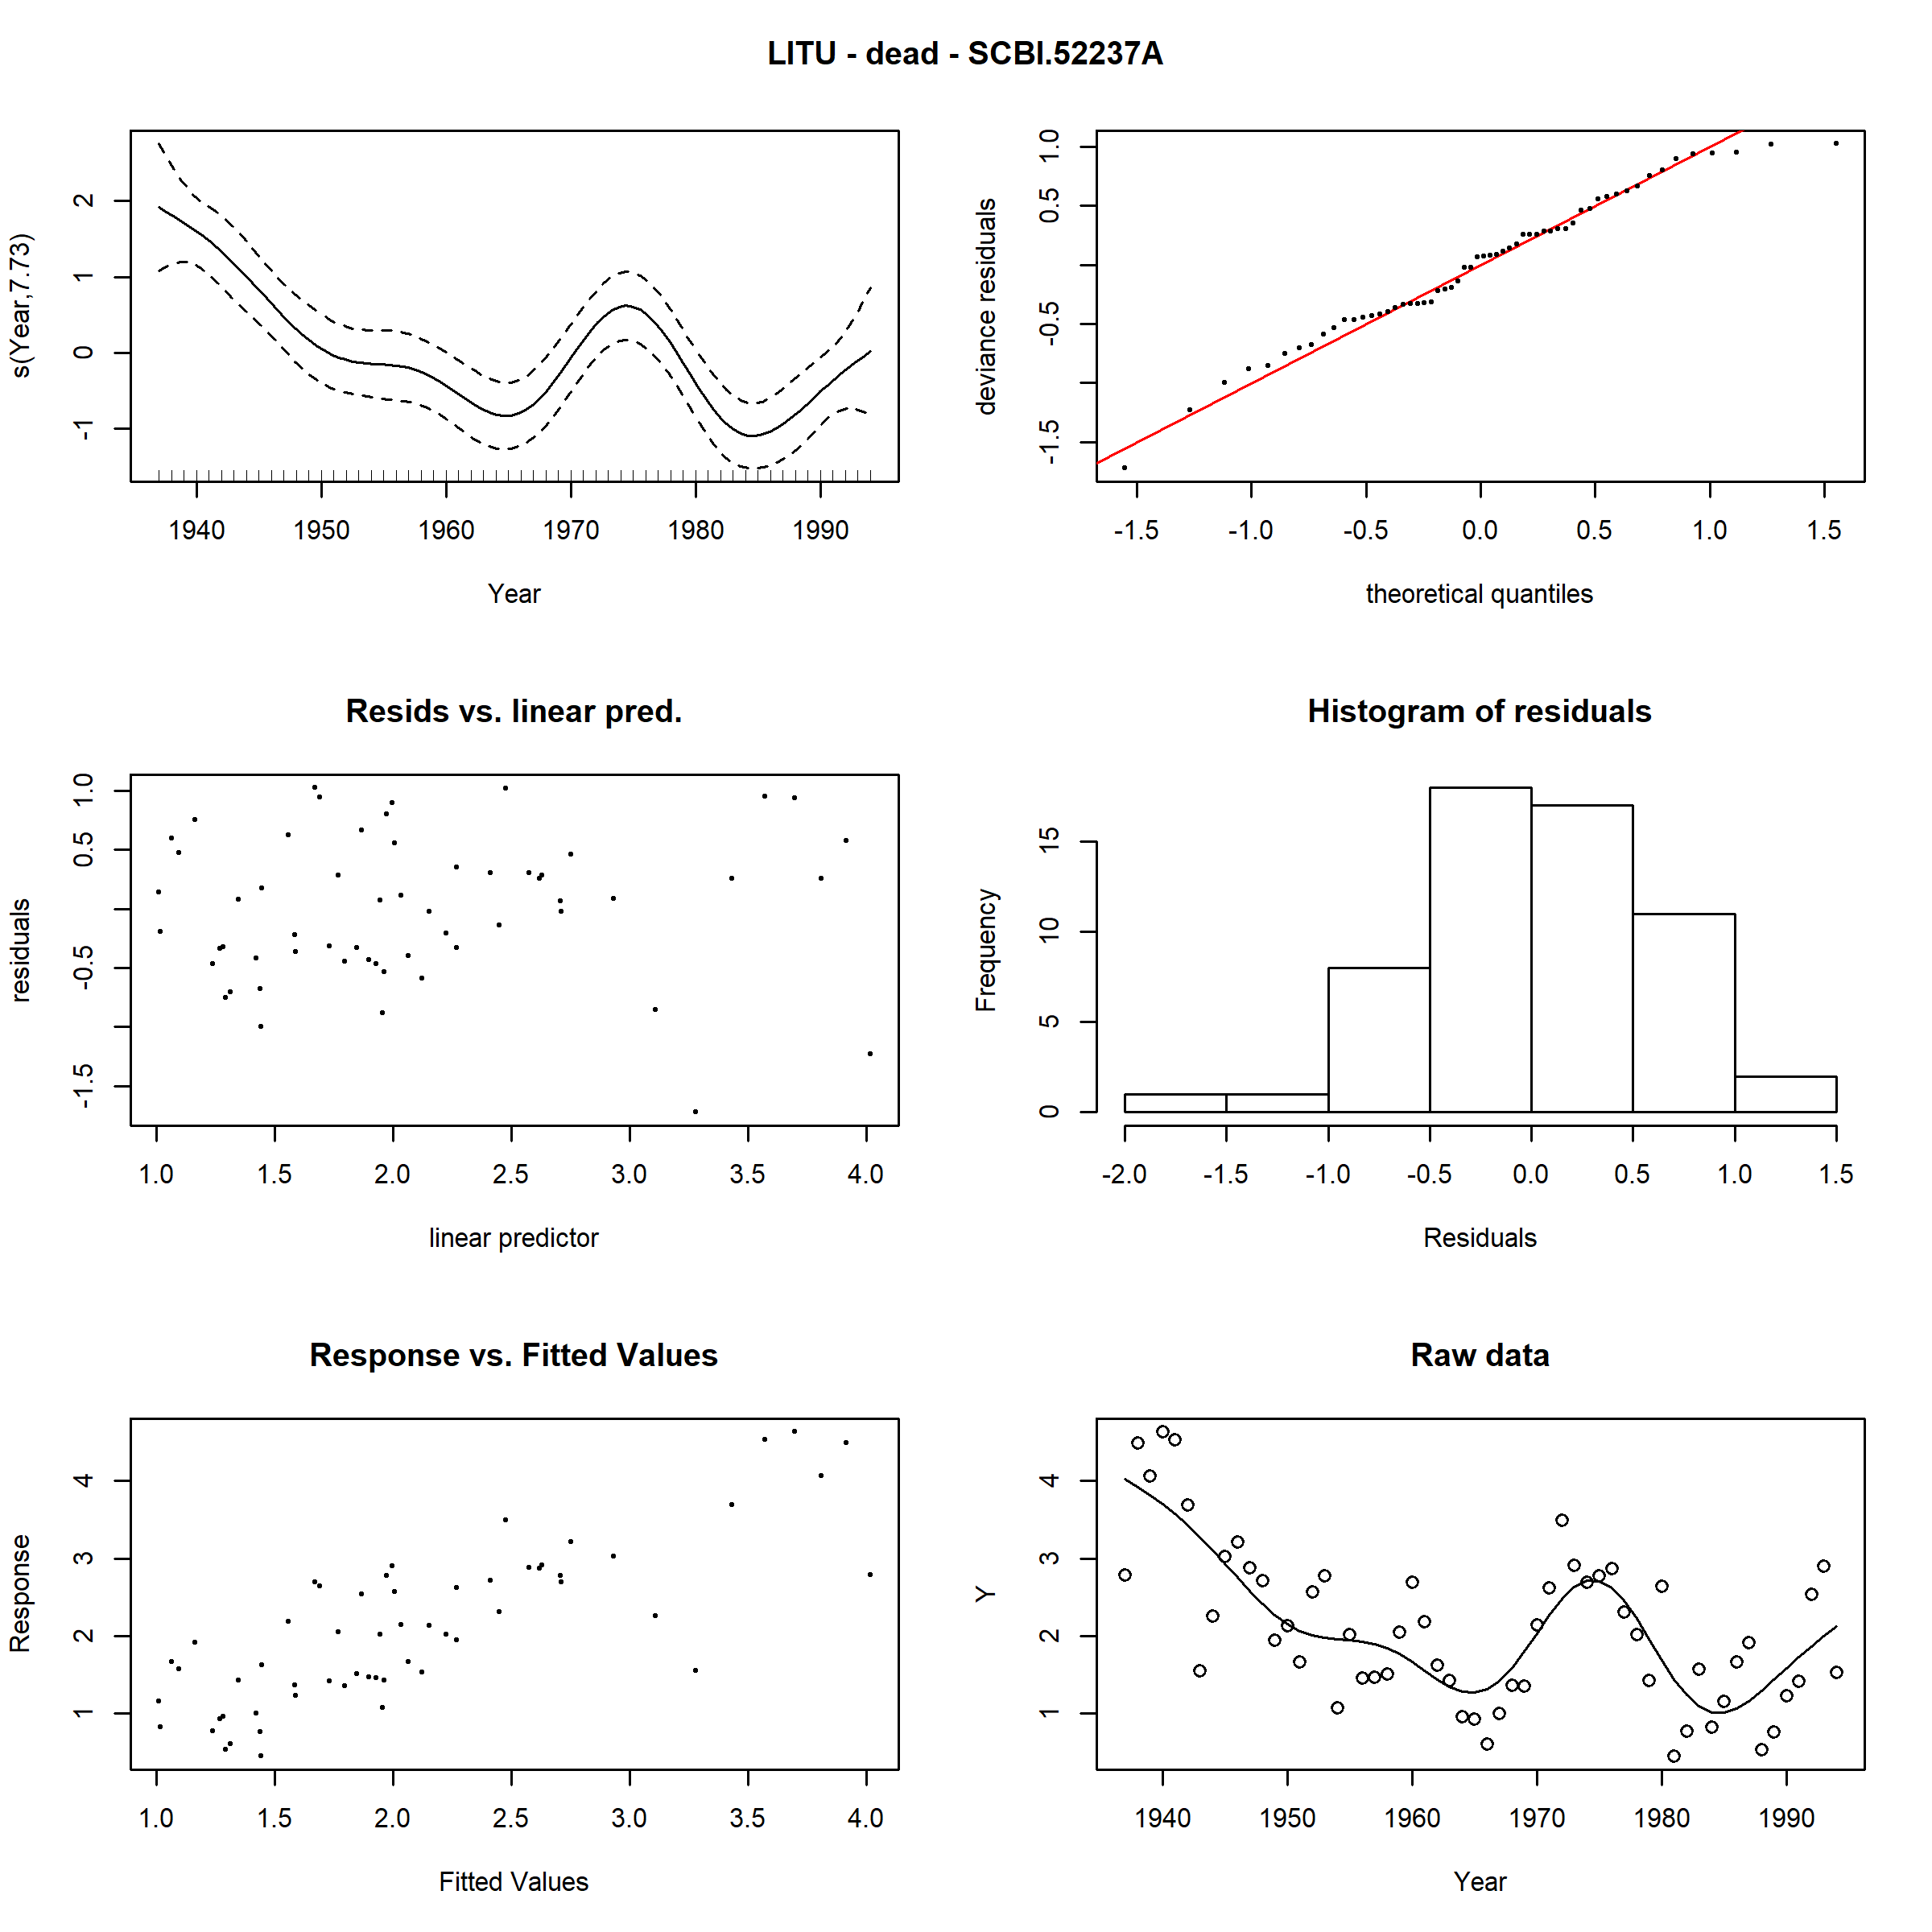 LITU - dead - SCBI.52237A
s(Year,7.73)
2
1
0
-1
1940 1950 1960 1970 1980 1990
Year
deviance residuals
1.0
0.5
-0.5
-1.5
-1.5 -1.0 -0.5 0.0 0.5 1.0 1.5
theoretical quantiles
Resids vs. linear pred.
residuals
1.0
0.5
-0.5
-1.5
1.0 1.5 2.0 2.5 3.0 3.5 4.0
linear predictor
Histogram of residuals
Frequency
15
10
5
0
-2.0 -1.5 -1.0 -0.5 0.0 0.5 1.0 1.5
Residuals
Response vs. Fitted Values
Response
4
3
2
1
1.0 1.5 2.0 2.5 3.0 3.5 4.0
Fitted Values
Raw data
Y
4
3
2
1
1940 1950 1960 1970 1980 1990
Year